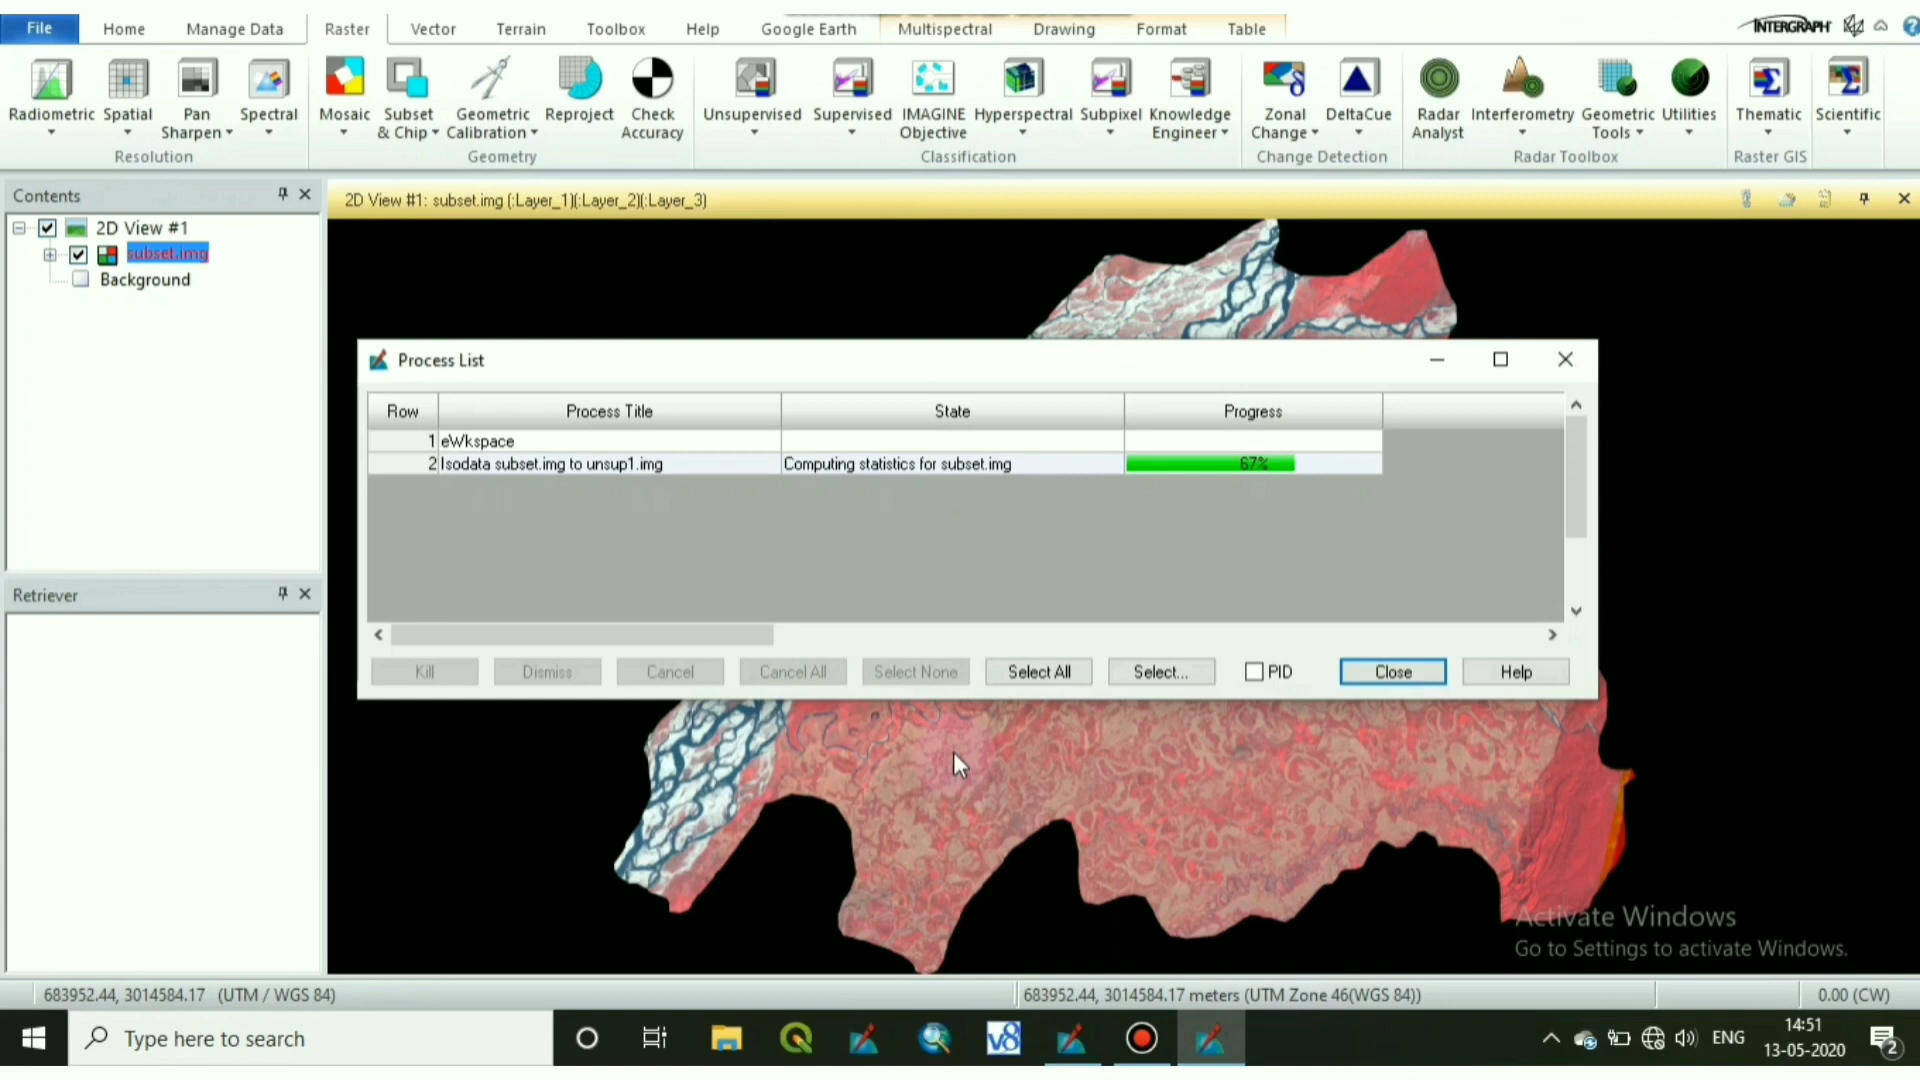 File Home Manage Data Raster Vector Terrain Toolbox Help Google Earth Multispectral Drawing Format Table INTERGRAPH
Radiometric Spatial Pan Sharpen Spectral Mosaic Subset & Chip Geometric Calibration Reproject Check Accuracy Unsupervised Supervised IMAGINE Objective Hyperspectral Subpixel Knowledge Engineer Zonal Change DeltaCue Radar Analyst Interferometry Geometric Tools Utilities Thematic Scientific
Resolution Geometry Classification Change Detection Radar Toolbox Raster GIS
Contents
2D View #1: subset.img (:Layer_1)(:Layer_2)(:Layer_3)
2D View #1
subset.img
Background
Process List
Row Process Title State Progress
1 eWkspace
2 Isodata subset.img to unsup1.img Computing statistics for subset.img 67%
Retriever
Kill Dismiss Cancel Cancel All Select None Select All Select... PID Close Help
Activate Windows
Go to Settings to activate Windows.
683952.44, 3014584.17 (UTM / WGS 84) 683952.44, 3014584.17 meters (UTM Zone 46(WGS 84)) 0.00 (CW)
Type here to search v8 ENG 14:51
13-05-2020 2